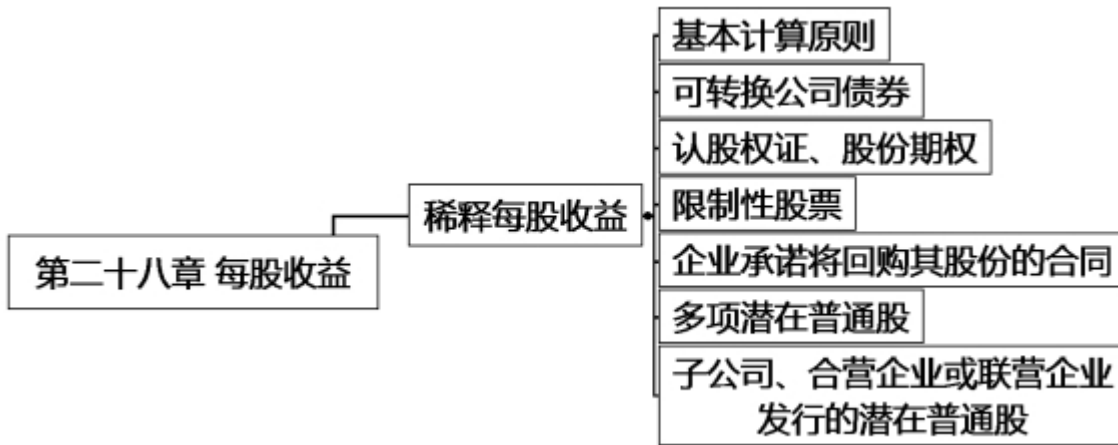 基本计算原则
可转换公司债券
认股权证、股份期权
限制性股票
稀释每股收益
第二十八章 每股收益
企业承诺将回购其股份的合同
多项潜在普通股
子公司、合营企业或联营企业
发行的潜在普通股